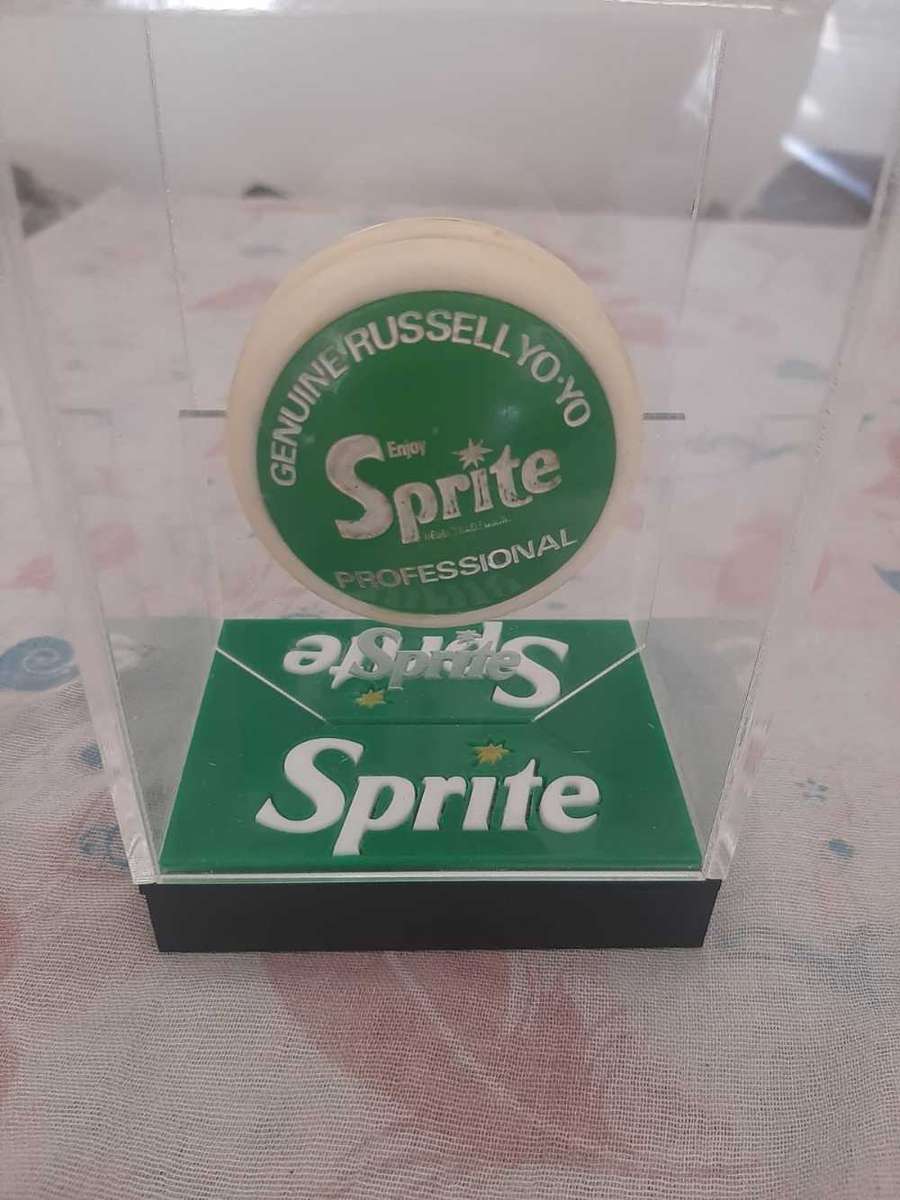 GENUINE RUSSELL YO-YO
Enjoy
Sprite
PROFESSIONAL
Sprite
Sprite
Sprite